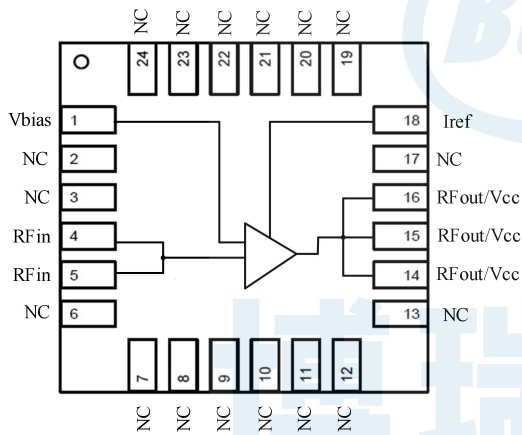 NC NC NC NC NC NC
24 23 22 21 20 19
Vbias 1
NC 2
NC 3
RFin 4
RFin 5
NC 6
18 Iref
17 NC
16 RFout/Vcc
15 RFout/Vcc
14 RFout/Vcc
13 NC
7 8 9 10 11 12
NC NC NC NC NC NC
博瑞